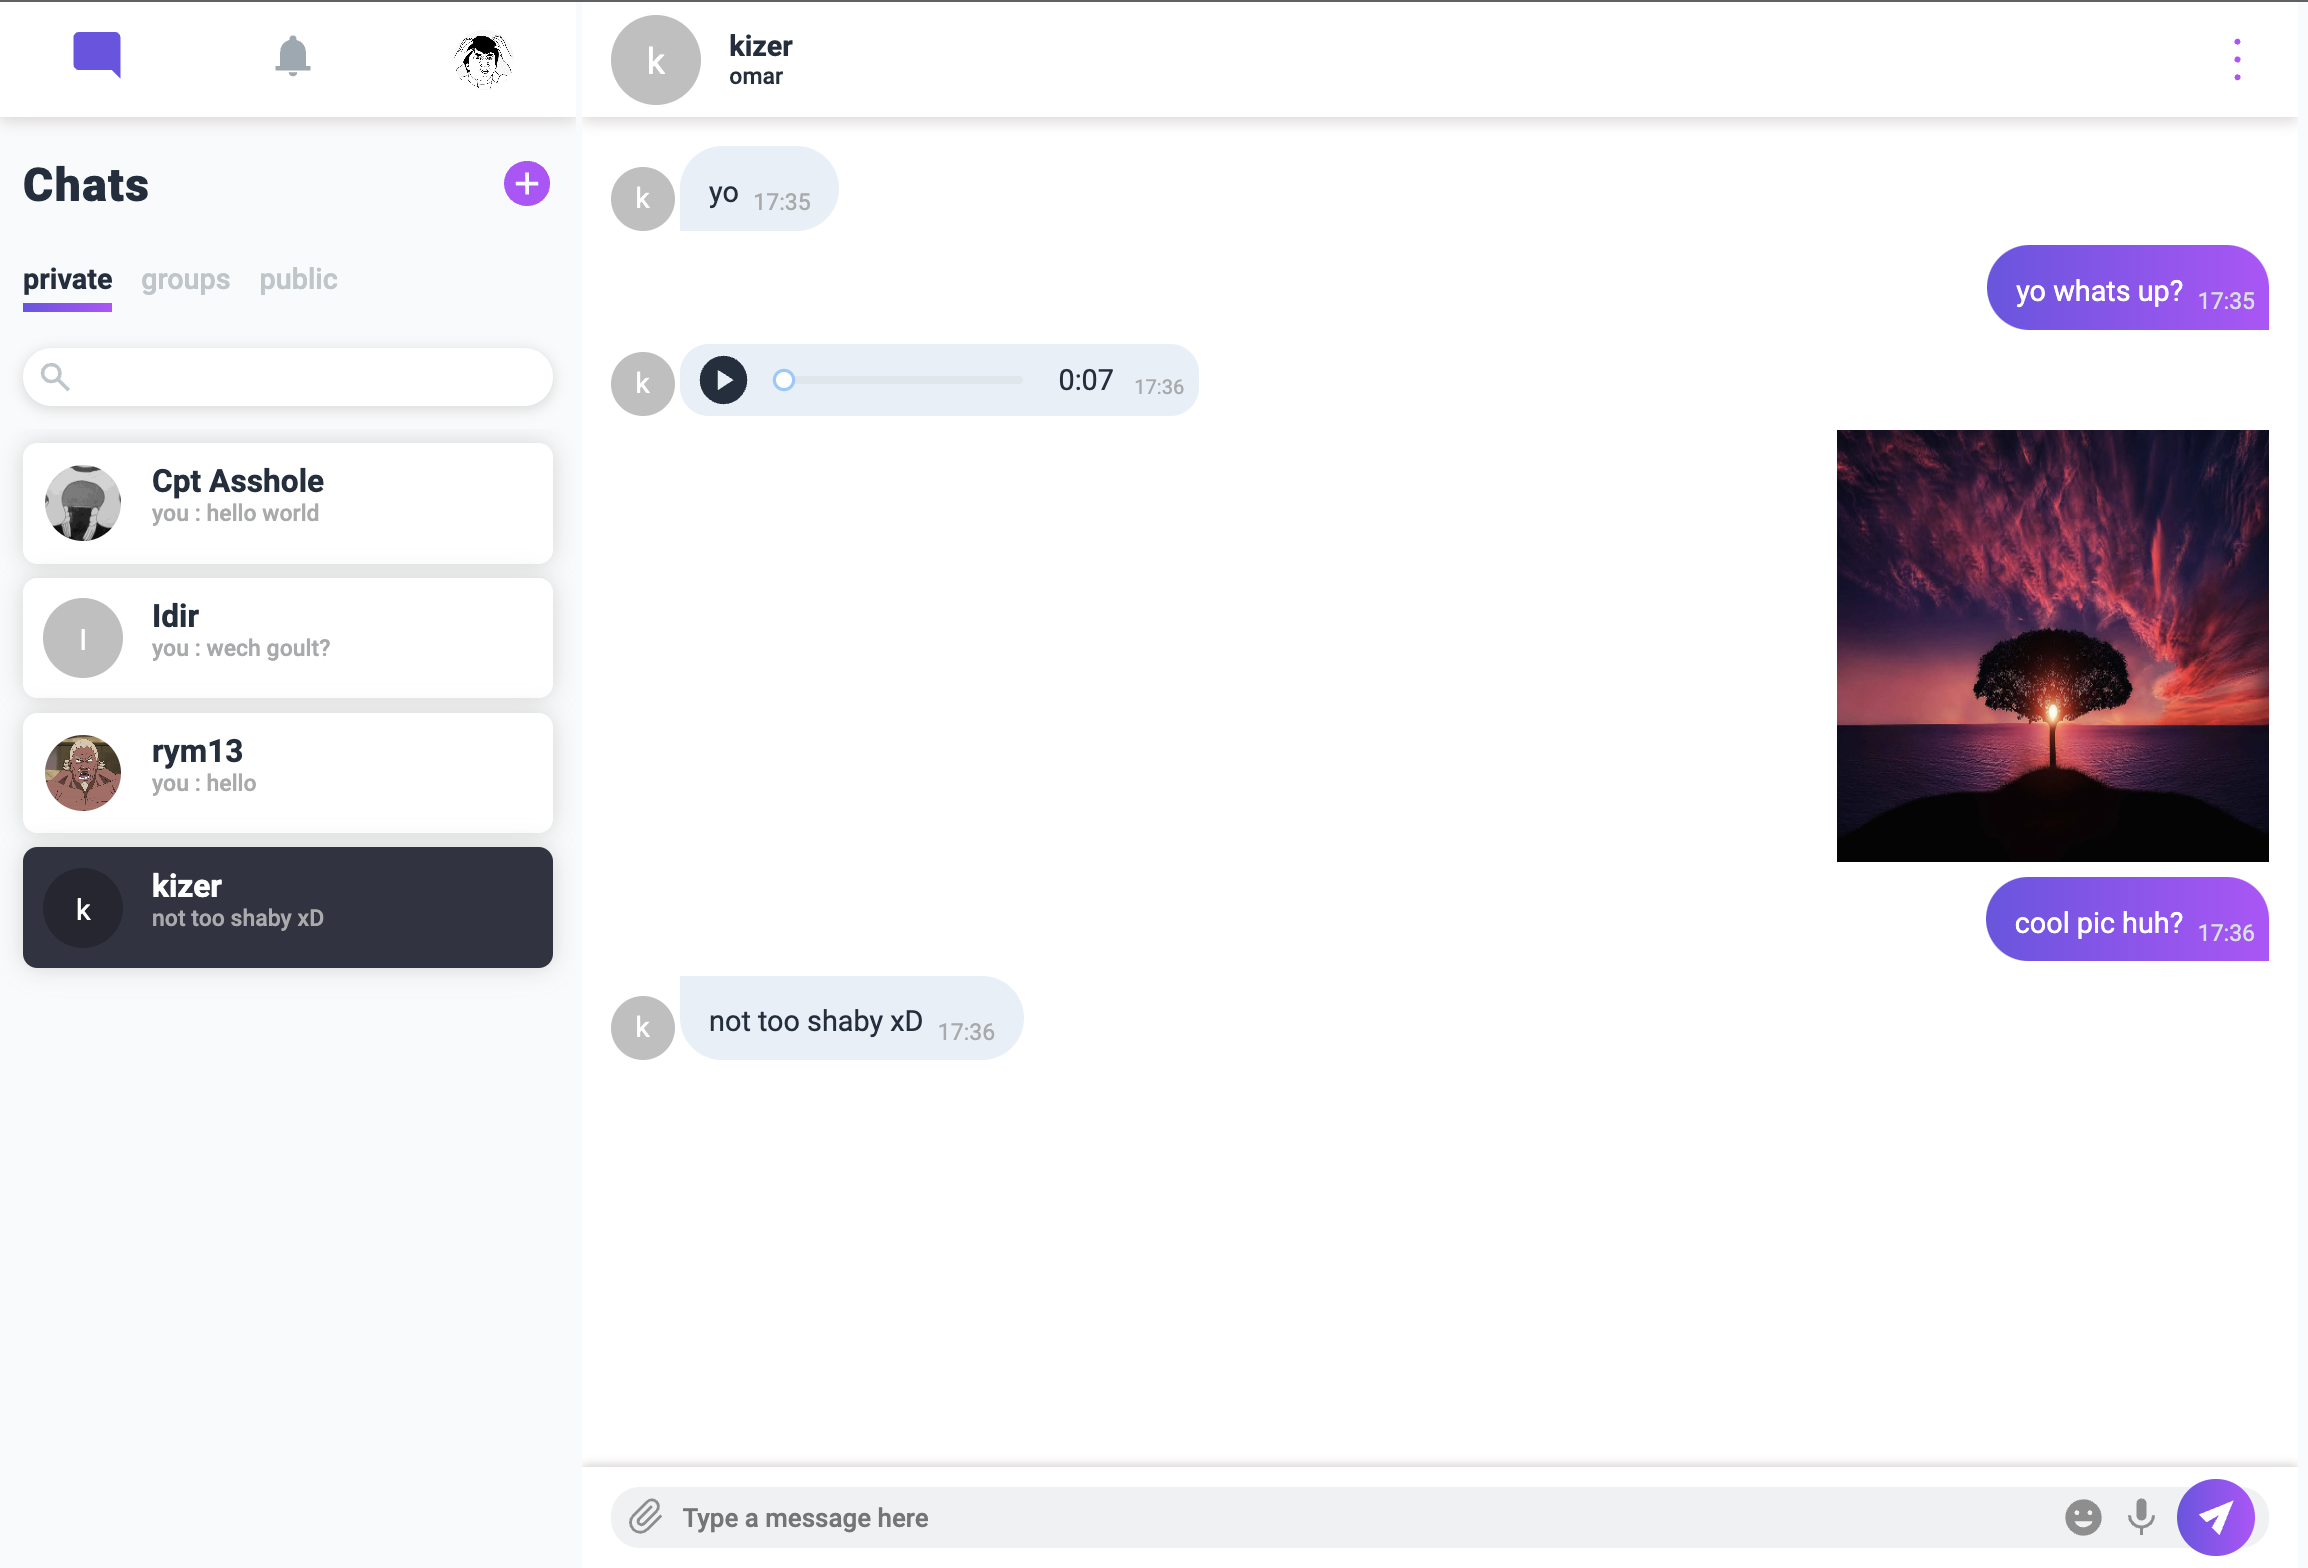 Chats
private groups public
Cpt Asshole
you : hello world
I
Idir
you : wech goult?
rym13
you : hello
k
kizer
not too shaby xD
k
kizer
omar
k
yo 17:35
yo whats up? 17:35
k
0:07 17:36
cool pic huh? 17:36
k
not too shaby xD 17:36
Type a message here